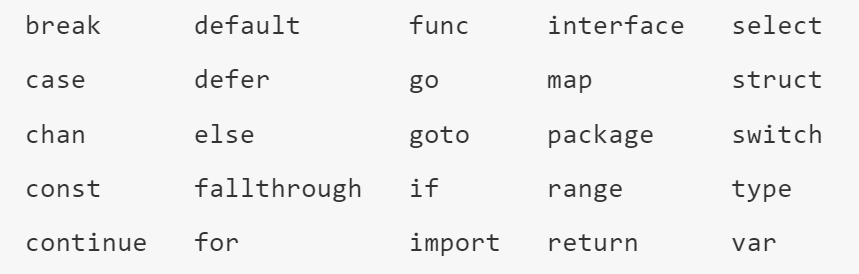 break default func interface select
case defer go map struct
chan else goto package switch
const fallthrough if range type
continue for import return var